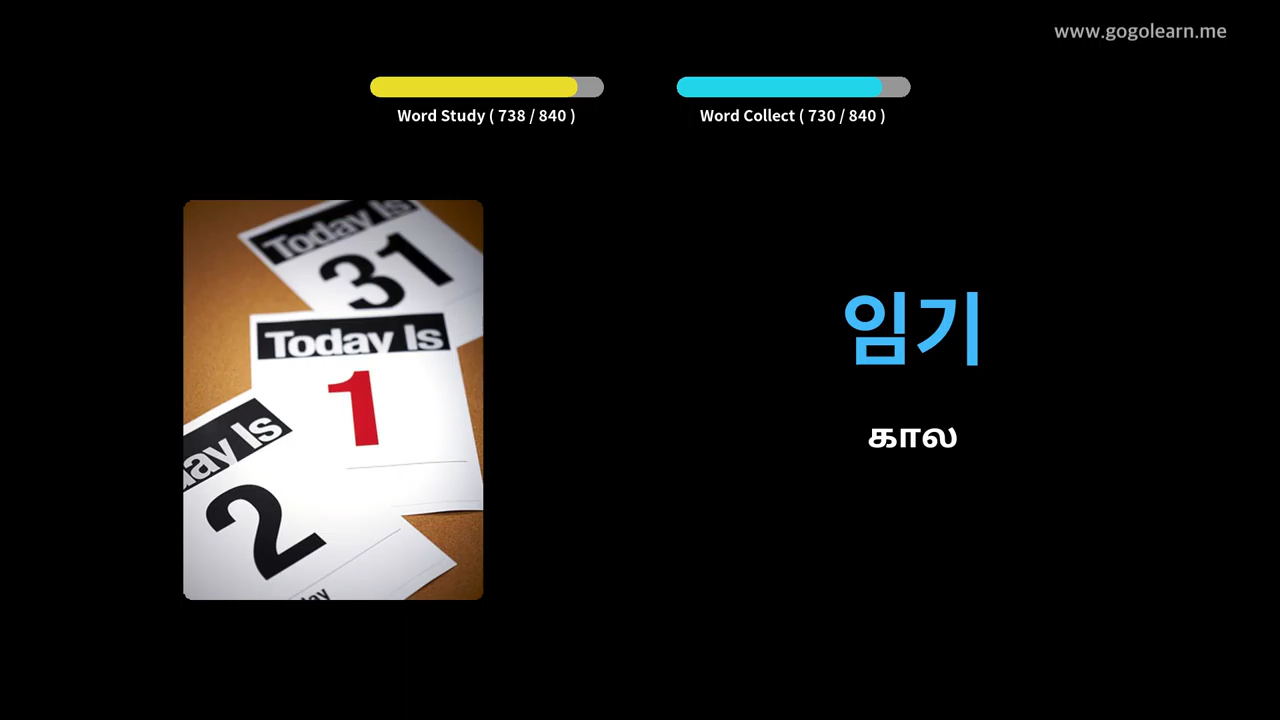 www.gogolearn.me
Word Study ( 738 / 840 )
Word Collect ( 730 / 840 )
Today Is
31
Today Is
1
ay Is
2
임기
கால